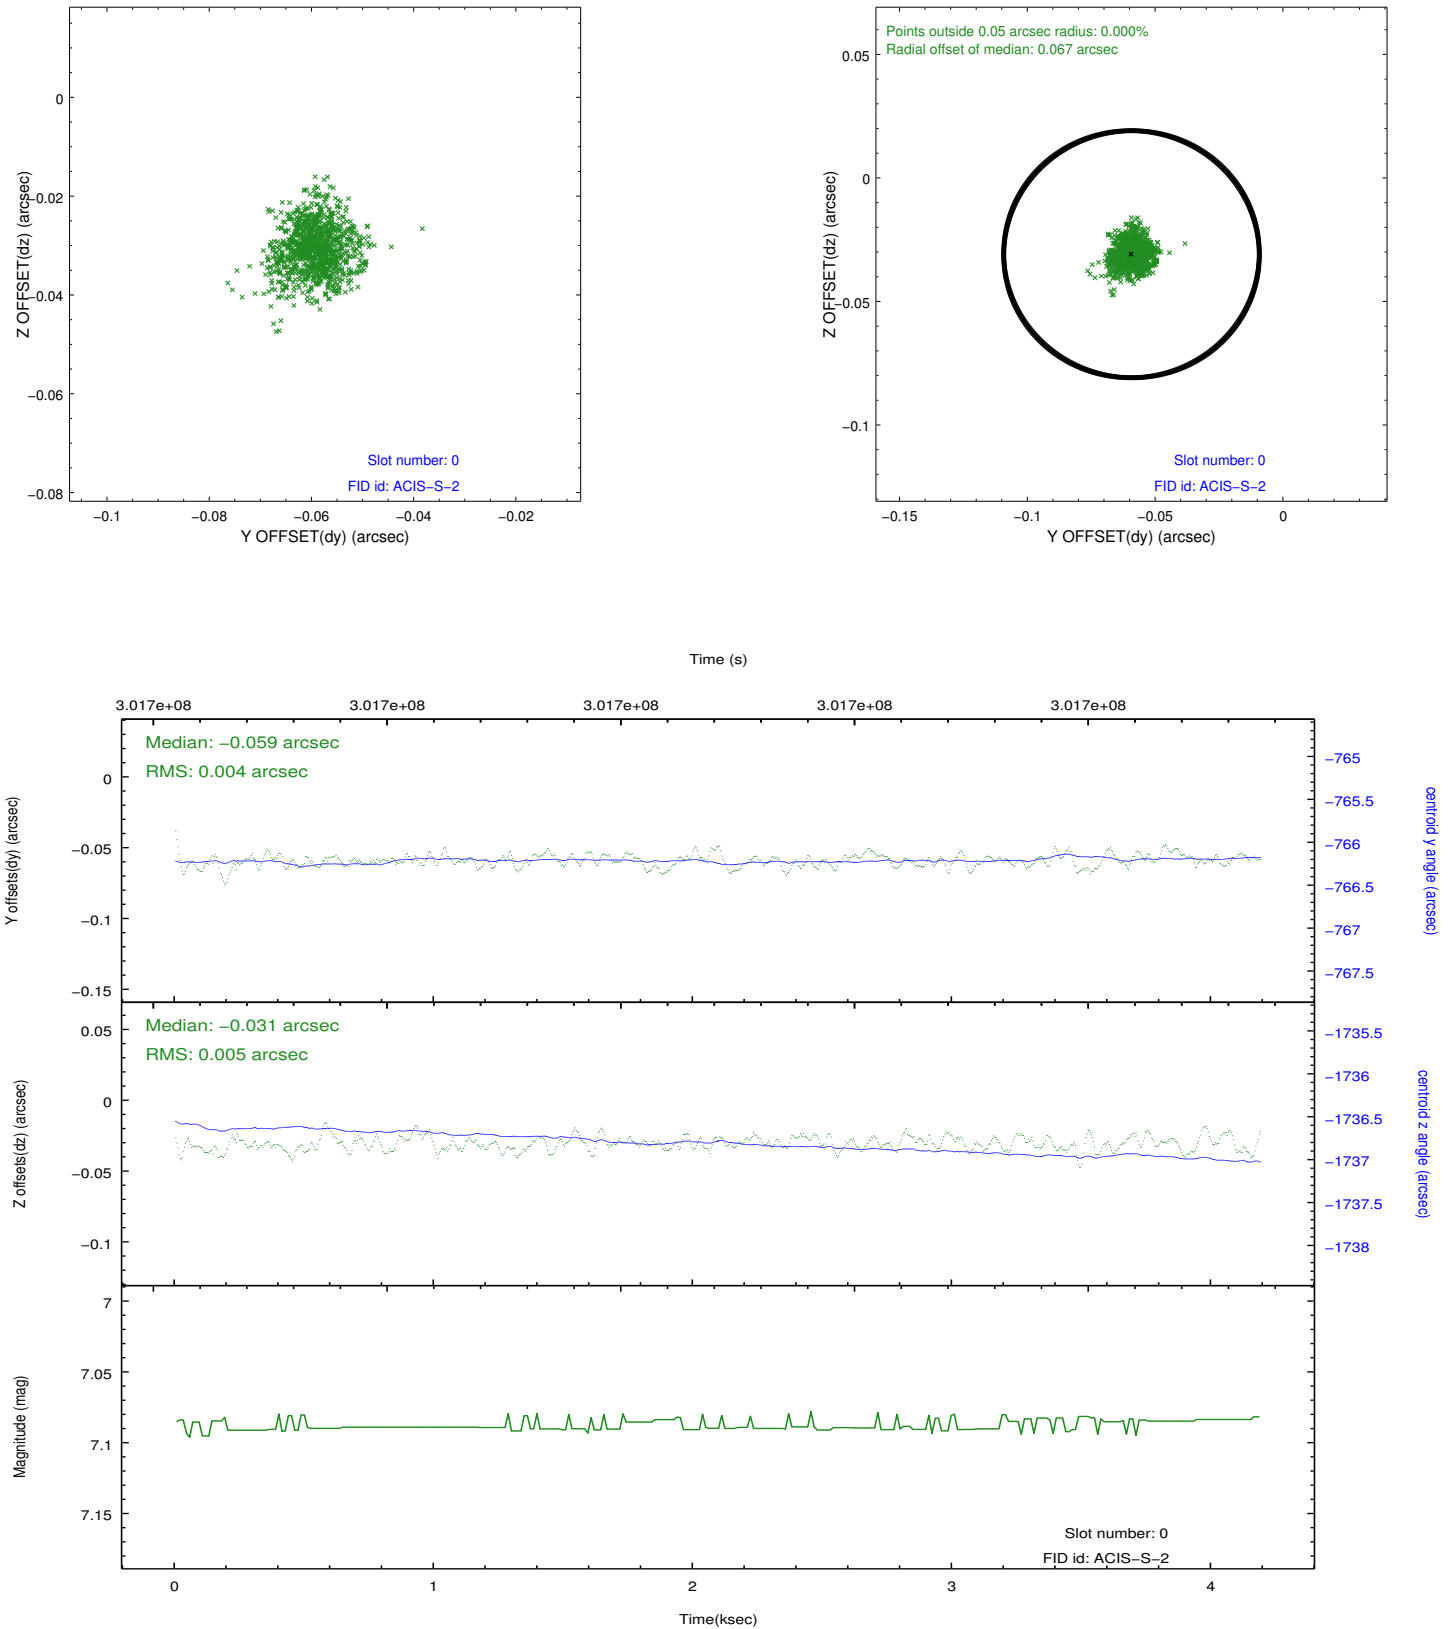 0
−0.02
−0.04
−0.06
−0.08
Z OFFSET(dz) (arcsec)
Slot number: 0
FID id: ACIS−S−2
−0.1
−0.08
−0.06
−0.04
−0.02
Y OFFSET(dy) (arcsec)
Points outside 0.05 arcsec radius: 0.000%
Radial offset of median: 0.067 arcsec
0.05
0
−0.05
−0.1
Z OFFSET(dz) (arcsec)
Slot number: 0
FID id: ACIS−S−2
−0.15
−0.1
−0.05
0
Y OFFSET(dy) (arcsec)
Time (s)
3.017e+08
3.017e+08
3.017e+08
3.017e+08
3.017e+08
Median: −0.059 arcsec
RMS: 0.004 arcsec
0
−0.05
−0.1
−0.15
Y offsets(dy) (arcsec)
−765
−765.5
−766
−766.5
−767
−767.5
centroid y angle (arcsec)
Median: −0.031 arcsec
RMS: 0.005 arcsec
0.05
0
−0.05
−0.1
Z offsets(dz) (arcsec)
−1735.5
−1736
−1736.5
−1737
−1737.5
−1738
centroid z angle (arcsec)
7
7.05
7.1
7.15
Magnitude (mag)
Slot number: 0
FID id: ACIS−S−2
0
1
2
3
4
Time(ksec)